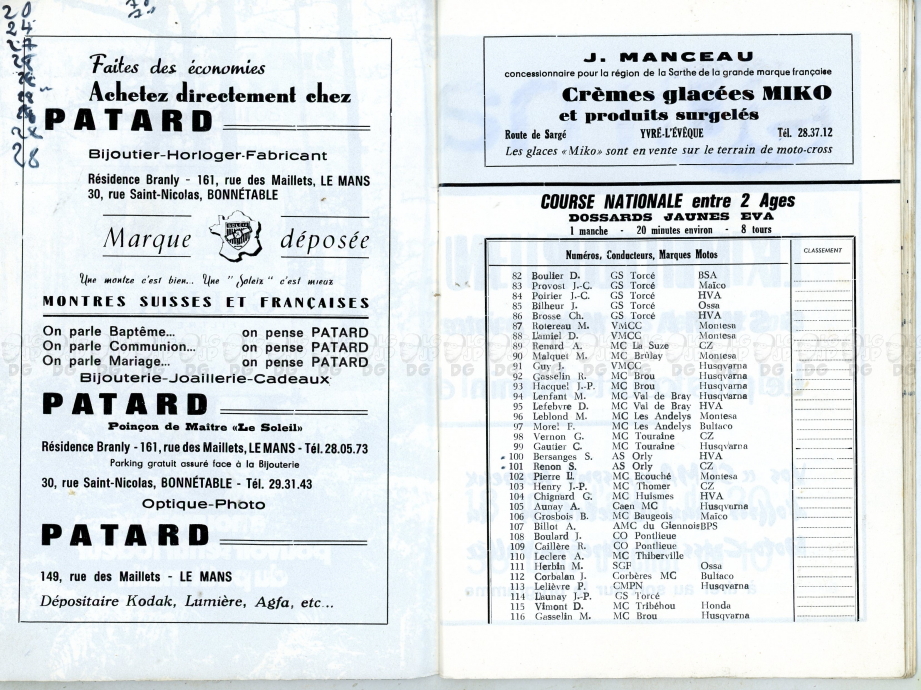 20
24
28
Faites des économies
Achetez directement chez
PATARD
Bijoutier-Horloger-Fabricant
Résidence Branly - 161, rue des Maillets, LE MANS
30, rue Saint-Nicolas, BONNÉTABLE
Marque déposée
Une montre c'est bien... Une "Soleix" c'est mieux
MONTRES SUISSES ET FRANÇAISES
On parle Baptême... on pense PATARD
On parle Communion... on pense PATARD
On parle Mariage... on pense PATARD
Bijouterie-Joaillerie-Cadeaux
PATARD
Poinçon de Maître «Le Soleil»
Résidence Branly - 161, rue des Maillets, LE MANS - Tél. 28.05.73
Parking gratuit assuré face à la Bijouterie
30, rue Saint-Nicolas, BONNÉTABLE - Tél. 29.31.43
Optique-Photo
PATARD
149, rue des Maillets - LE MANS
Dépositaire Kodak, Lumière, Agfa, etc...
J. MANCEAU
concessionnaire pour la région de la Sarthe de la grande marque française
Crèmes glacées MIKO
et produits surgelés
Route de Sargé YVRÉ-L'ÉVÊQUE Tél. 28.37.12
Les glaces «Miko» sont en vente sur le terrain de moto-cross
COURSE NATIONALE entre 2 Ages
DOSSARDS JAUNES EVA
1 manche - 20 minutes environ - 8 tours
Numéros, Conducteurs, Marques Motos CLASSEMENT
82 Boulier D. GS Torcé BSA
83 Provost J.-C. GS Torcé Maïco
84 Poirier J.-C. GS Torcé HVA
85 Bilheur J. GS Torcé Ossa
86 Brosse Ch. GS Torcé HVA
87 Rotereau M. VMCC Montesa
88 Lamiel D. VMCC Montesa
89 Renard A. MC La Suze CZ
90 Malquet M. MC Brûlay Montesa
91 Guy J. VMCC Husqvarna
92 Gasselin R. MC Brou Husqvarna
93 Hacquel J.-P. MC Brou Husqvarna
94 Lenfant M. MC Val de Bray Husqvarna
95 Lefebvre D. MC Val de Bray HVA
96 Leblond M. MC Les Andelys Montesa
97 Morel F. MC Les Andelys Bultaco
98 Vernon G. MC Touraine CZ
99 Gautier C. MC Touraine Husqvarna
100 Bersanges S. AS Orly HVA
101 Renon S. AS Orly CZ
102 Pierre E. MC Ecouché Montesa
103 Henry J.-P. MC Thomer CZ
104 Chignard G. MC Huismes HVA
105 Aunay A. Caen MC Husqvarna
106 Grosbois B. MC Baugeois Maïco
107 Billot A. AMC du Giennois BPS
108 Boulard J. CO Pontlieue
109 Caillère R. CO Pontlieue
110 Leclere A. MC Thiberville
111 Herbin M. SGF Ossa
112 Corbalan J. Corbères MC Bultaco
113 Lelièvre P. CMPN Husqvarna
114 Launay J.-P. GS Torcé
115 Vimont D. MC Tribéhou Honda
116 Gasselin M. MC Brou Husqvarna